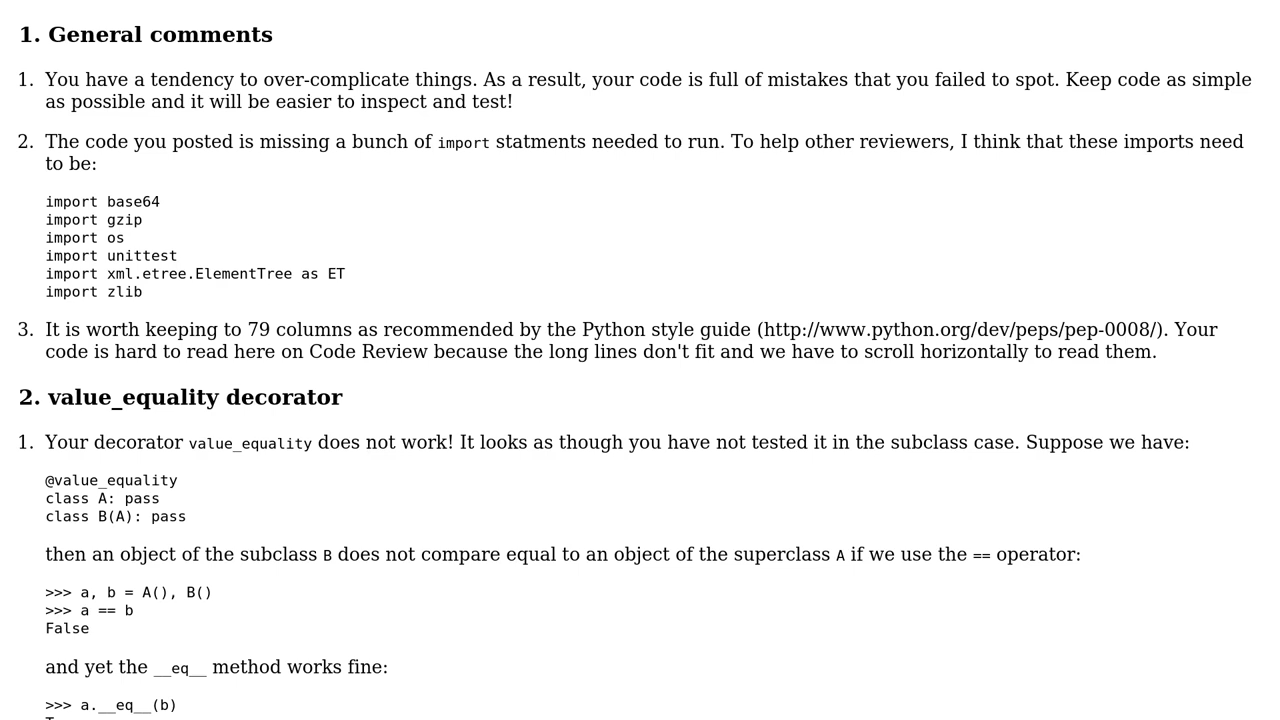 1. General comments
1. You have a tendency to over-complicate things. As a result, your code is full of mistakes that you failed to spot. Keep code as simple
as possible and it will be easier to inspect and test!
2. The code you posted is missing a bunch of import statments needed to run. To help other reviewers, I think that these imports need
to be:
import base64
import gzip
import os
import unittest
import xml.etree.ElementTree as ET
import zlib
3. It is worth keeping to 79 columns as recommended by the Python style guide (http://www.python.org/dev/peps/pep-0008/). Your
code is hard to read here on Code Review because the long lines don't fit and we have to scroll horizontally to read them.
2. value_equality decorator
1. Your decorator value_equality does not work! It looks as though you have not tested it in the subclass case. Suppose we have:
@value_equality
class A: pass
class B(A): pass
then an object of the subclass B does not compare equal to an object of the superclass A if we use the == operator:
>>> a, b = A(), B()
>>> a == b
False
and yet the __eq__ method works fine:
>>> a.__eq__(b)